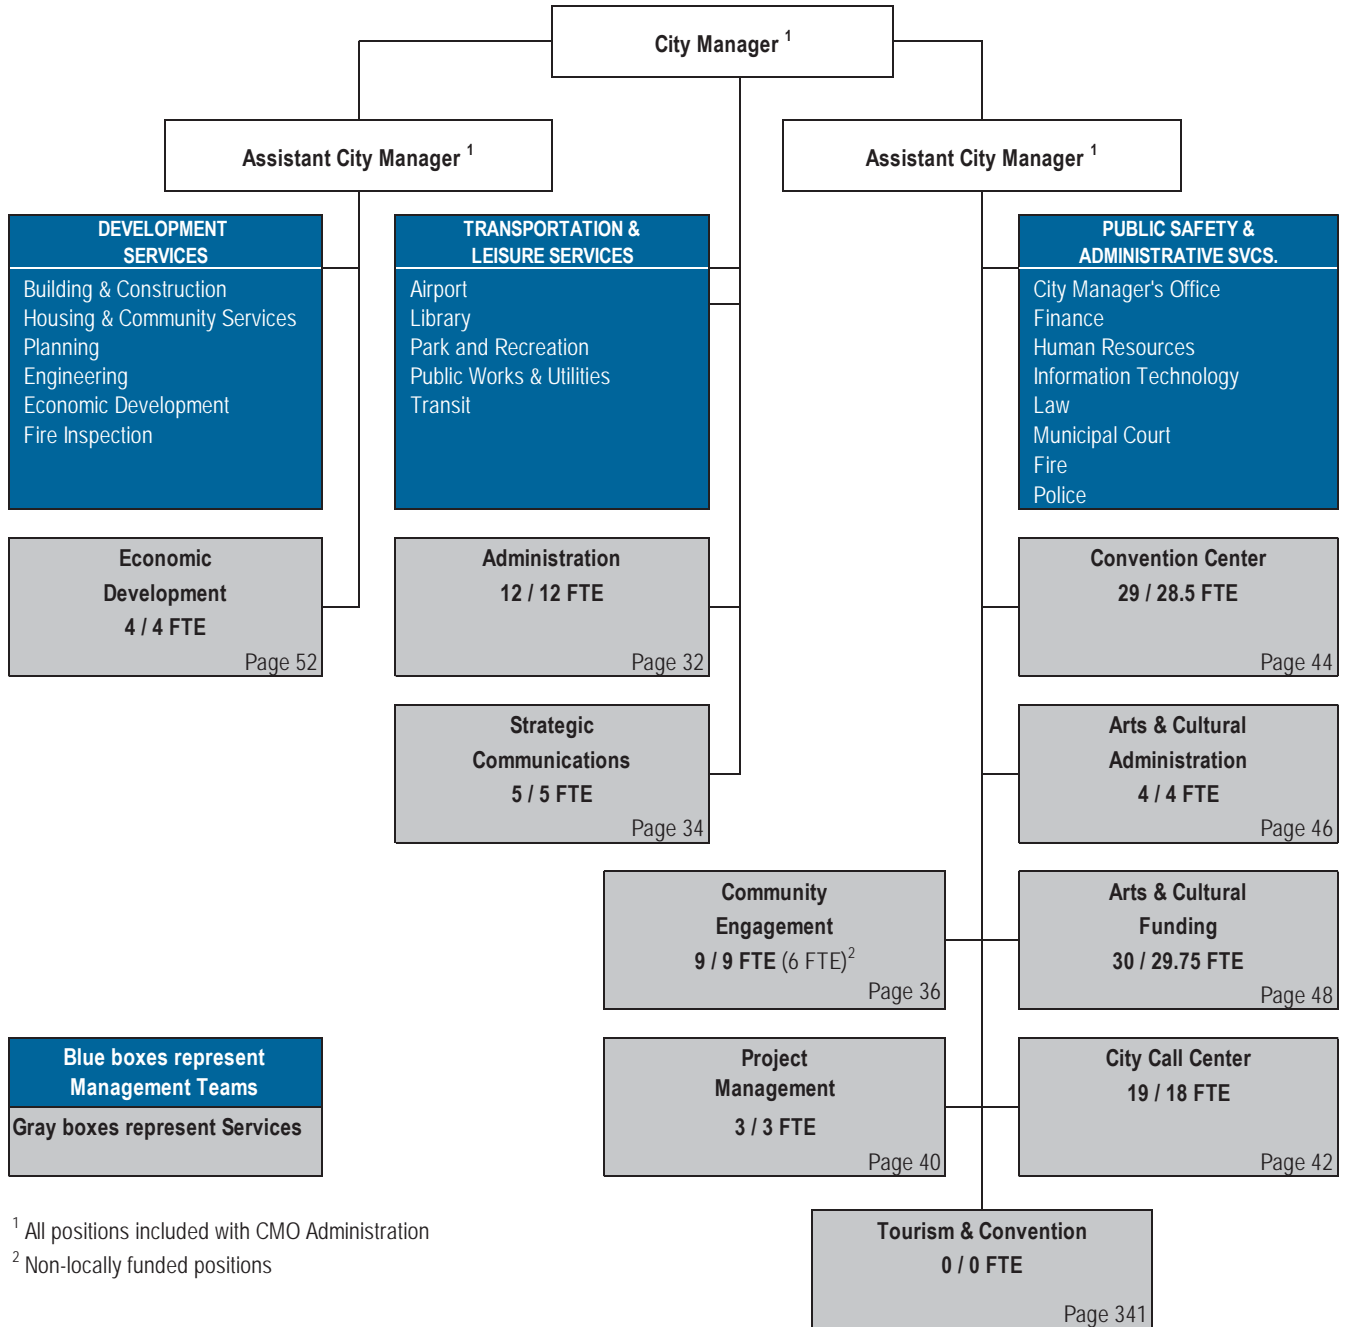 City Manager 1
Assistant City Manager 1
Assistant City Manager 1
DEVELOPMENT
SERVICES
Building & Construction
Housing & Community Services
Planning
Engineering
Economic Development
Fire Inspection
TRANSPORTATION &
LEISURE SERVICES
Airport
Library
Park and Recreation
Public Works & Utilities
Transit
PUBLIC SAFETY &
ADMINISTRATIVE SVCS.
City Manager's Office
Finance
Human Resources
Information Technology
Law
Municipal Court
Fire
Police
Economic
Development
4 / 4 FTE
Page 52
Administration
12 / 12 FTE
Page 32
Convention Center
29 / 28.5 FTE
Page 44
Strategic
Communications
5 / 5 FTE
Page 34
Arts & Cultural
Administration
4 / 4 FTE
Page 46
Community
Engagement
9 / 9 FTE (6 FTE)2
Page 36
Arts & Cultural
Funding
30 / 29.75 FTE
Page 48
Blue boxes represent
Management Teams
Gray boxes represent Services
Project
Management
3 / 3 FTE
Page 40
City Call Center
19 / 18 FTE
Page 42
1 All positions included with CMO Administration
2 Non-locally funded positions
Tourism & Convention
0 / 0 FTE
Page 341